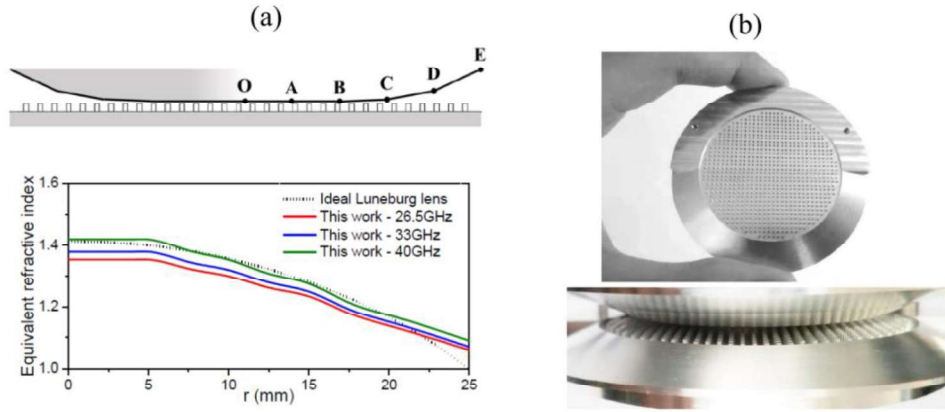 (a)
(b)
O A B C D E
Equivalent refractive index
1.6
1.4
1.2
1.0
Ideal Luneburg lens
This work - 26.5GHz
This work - 33GHz
This work - 40GHz
0 5 10 15 20 25
r (mm)